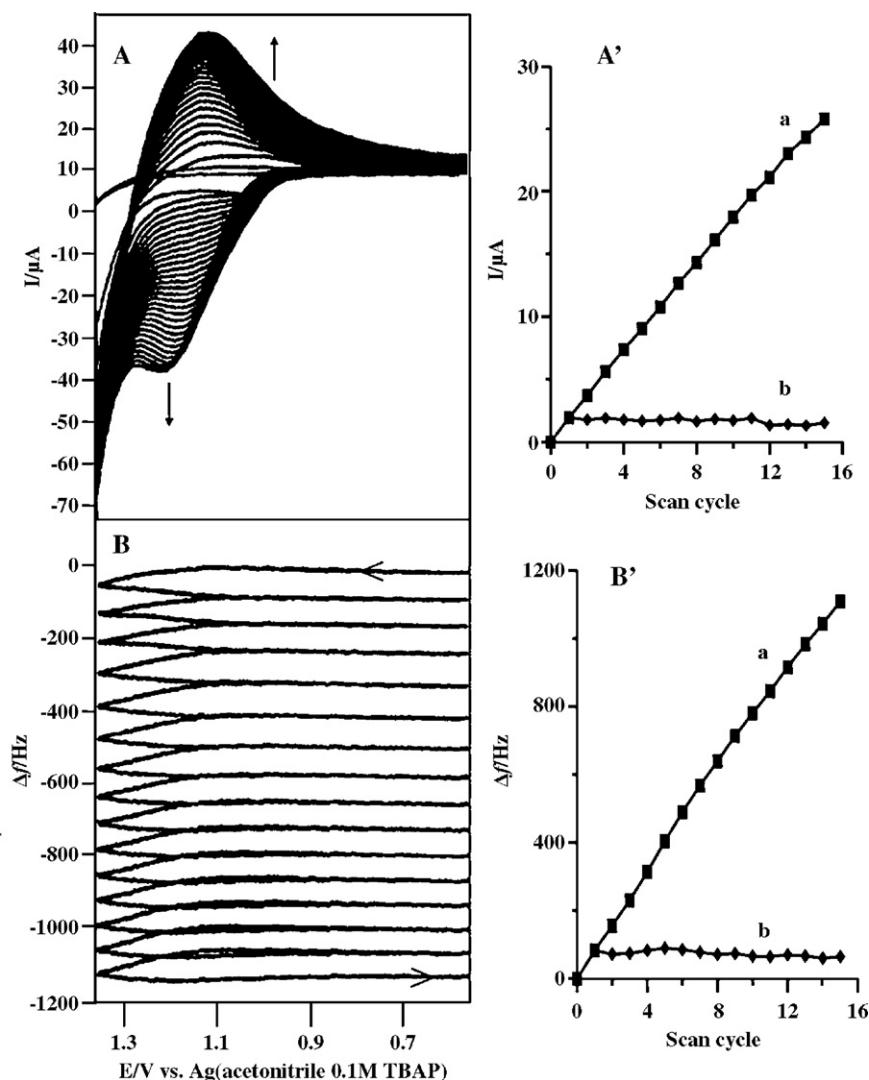 A
40
30
20
10
0
-10
-20
-30
-40
-50
-60
-70
I/µA
B
0
-200
-400
-600
-800
-1000
-1200
Δf/Hz
1.3 1.1 0.9 0.7
E/V vs. Ag(acetonitrile 0.1M TBAP)
A’
30
20
10
0
I/µA
a
b
0 4 8 12 16
Scan cycle
B’
1200
800
400
0
Δf/Hz
a
b
0 4 8 12 16
Scan cycle